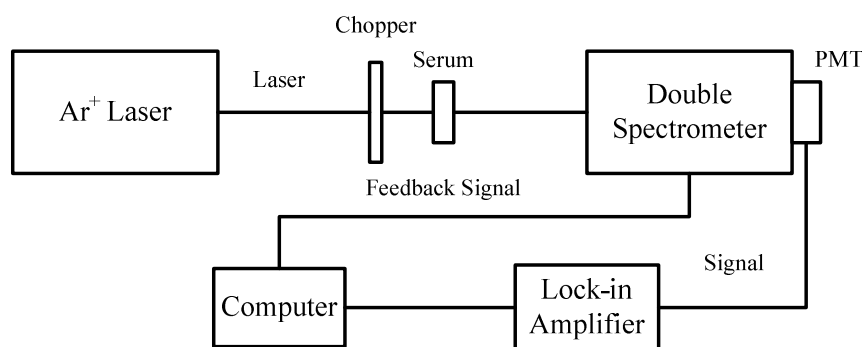 Chopper
Laser
Serum
PMT
Ar⁺ Laser
Double
Spectrometer
Feedback Signal
Signal
Computer
Lock-in
Amplifier